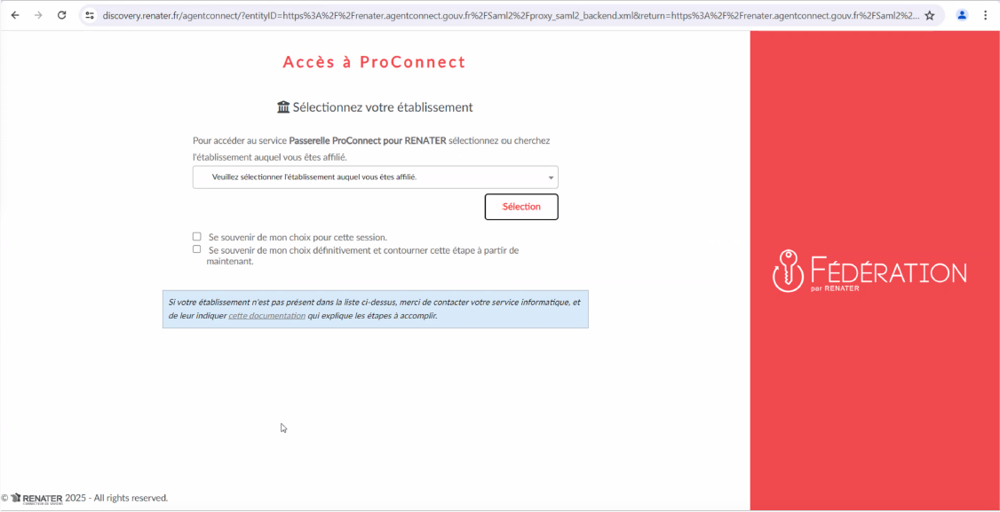 discovery.renater.fr/agentconnect/?entityID=https%3A%2F%2Frenater.agentconnect.gouv.fr%2FSaml2%2Fproxy_saml2_backend.xml&return=https%3A%2F%2Frenater.agentconnect.gouv.fr%2FSaml2%2...
Accès à ProConnect
Sélectionnez votre établissement
Pour accéder au service Passerelle ProConnect pour RENATER sélectionnez ou cherchez
l'établissement auquel vous êtes affilié.
Veuillez sélectionner l'établissement auquel vous êtes affilié.
Sélection
Se souvenir de mon choix pour cette session.
Se souvenir de mon choix définitivement et contourner cette étape à partir de
maintenant.
Si votre établissement n'est pas présent dans la liste ci-dessus, merci de contacter votre service informatique, et
de leur indiquer cette documentation qui explique les étapes à accomplir.
FÉDÉRATION
par RENATER
© RENATER 2025 - All rights reserved.